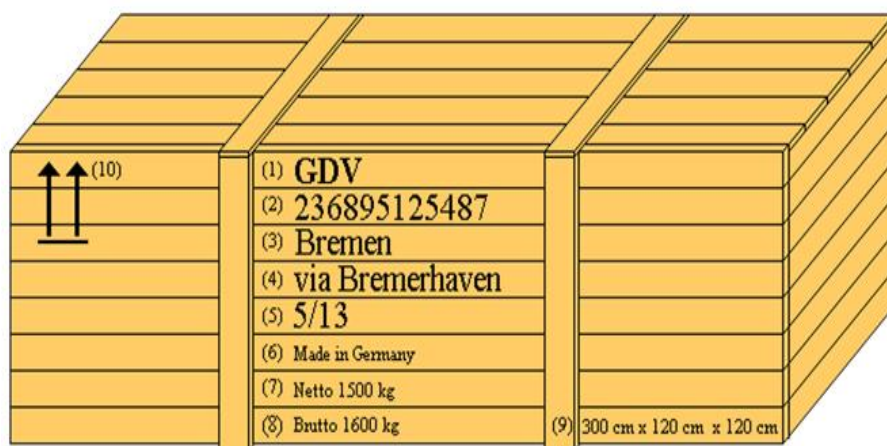 (10)
(1) GDV
(2) 236895125487
(3) Bremen
(4) via Bremerhaven
(5) 5/13
(6) Made in Germany
(7) Netto 1500 kg
(8) Brutto 1600 kg
(9) 300 cm x 120 cm x 120 cm